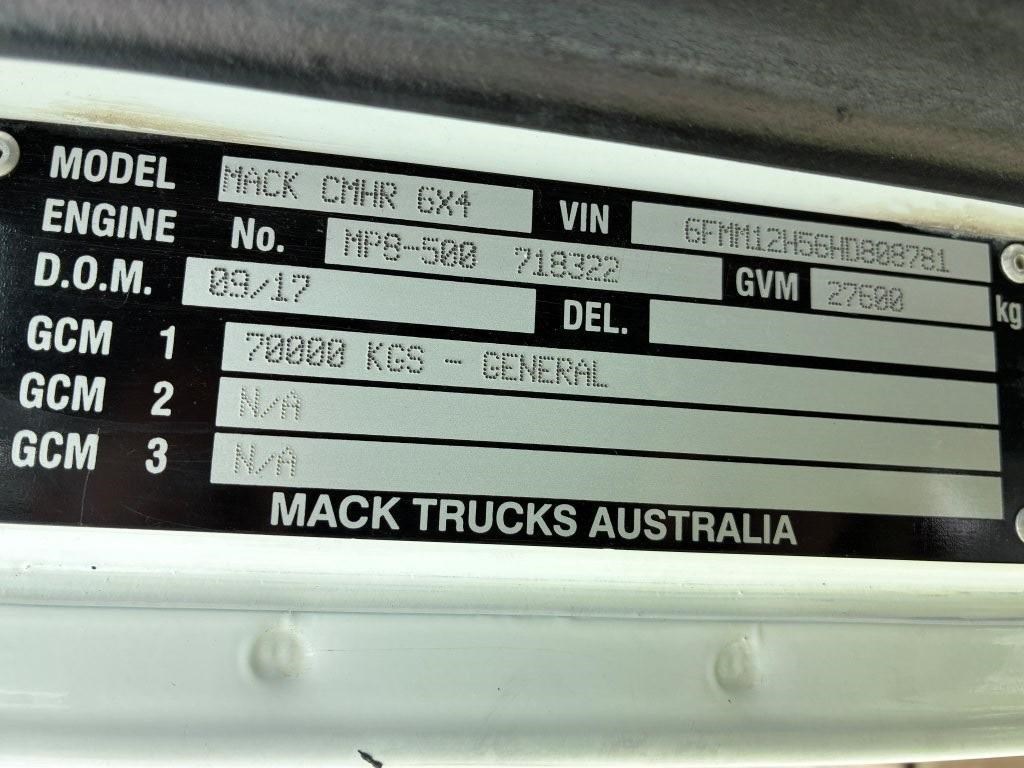 MODEL MACK CMHR 6X4 VIN 6FMM12H56HD808781
ENGINE No. MP8-500 718322 GVM 27600 kg
D.O.M. 09/17 DEL.
GCM 1 70000 KGS - GENERAL
GCM 2 N/A
GCM 3 N/A
MACK TRUCKS AUSTRALIA